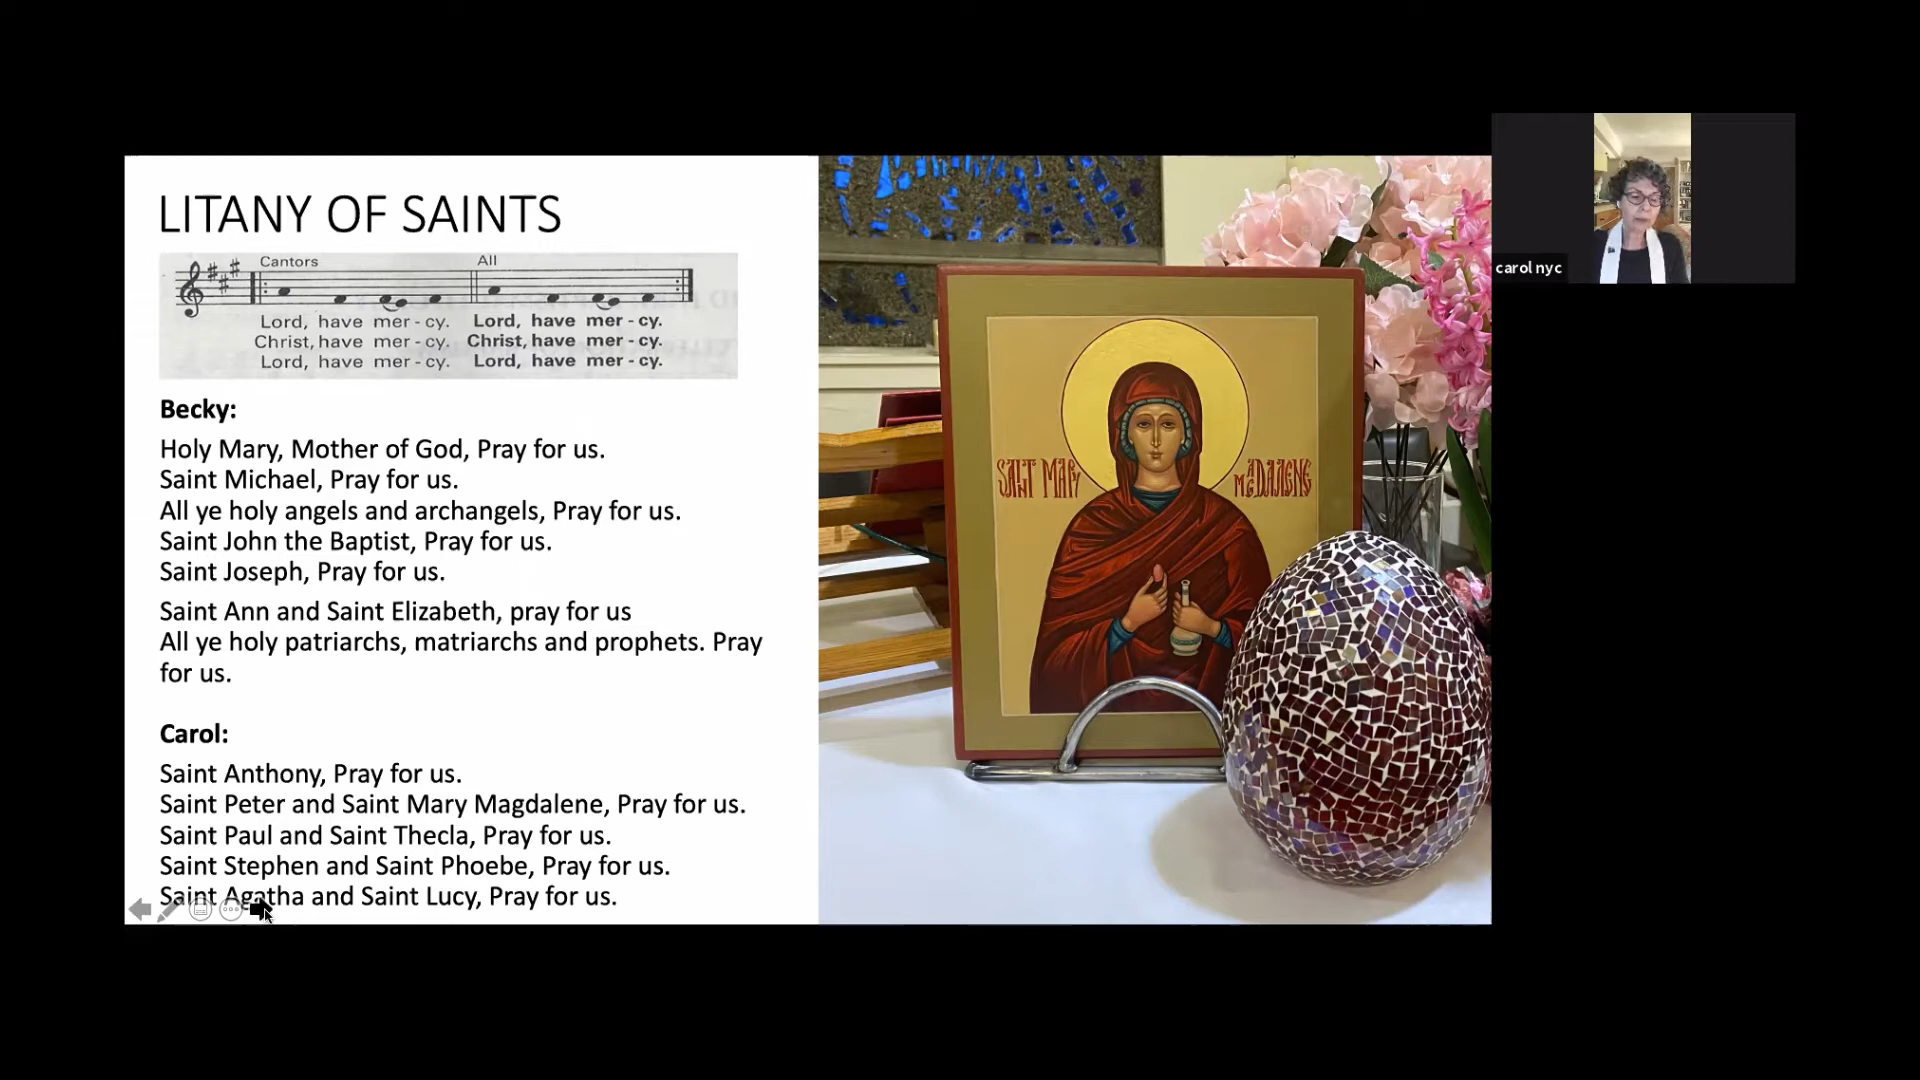 LITANY OF SAINTS
Cantors All
Lord, have mer - cy. Lord, have mer - cy.
Christ, have mer - cy. Christ, have mer - cy.
Lord, have mer - cy. Lord, have mer - cy.
Becky:
Holy Mary, Mother of God, Pray for us.
Saint Michael, Pray for us.
All ye holy angels and archangels, Pray for us.
Saint John the Baptist, Pray for us.
Saint Joseph, Pray for us.
Saint Ann and Saint Elizabeth, pray for us
All ye holy patriarchs, matriarchs and prophets. Pray
for us.
Carol:
Saint Anthony, Pray for us.
Saint Peter and Saint Mary Magdalene, Pray for us.
Saint Paul and Saint Thecla, Pray for us.
Saint Stephen and Saint Phoebe, Pray for us.
Saint Agatha and Saint Lucy, Pray for us.
SAINT MARY MAGDALENE
carol nyc